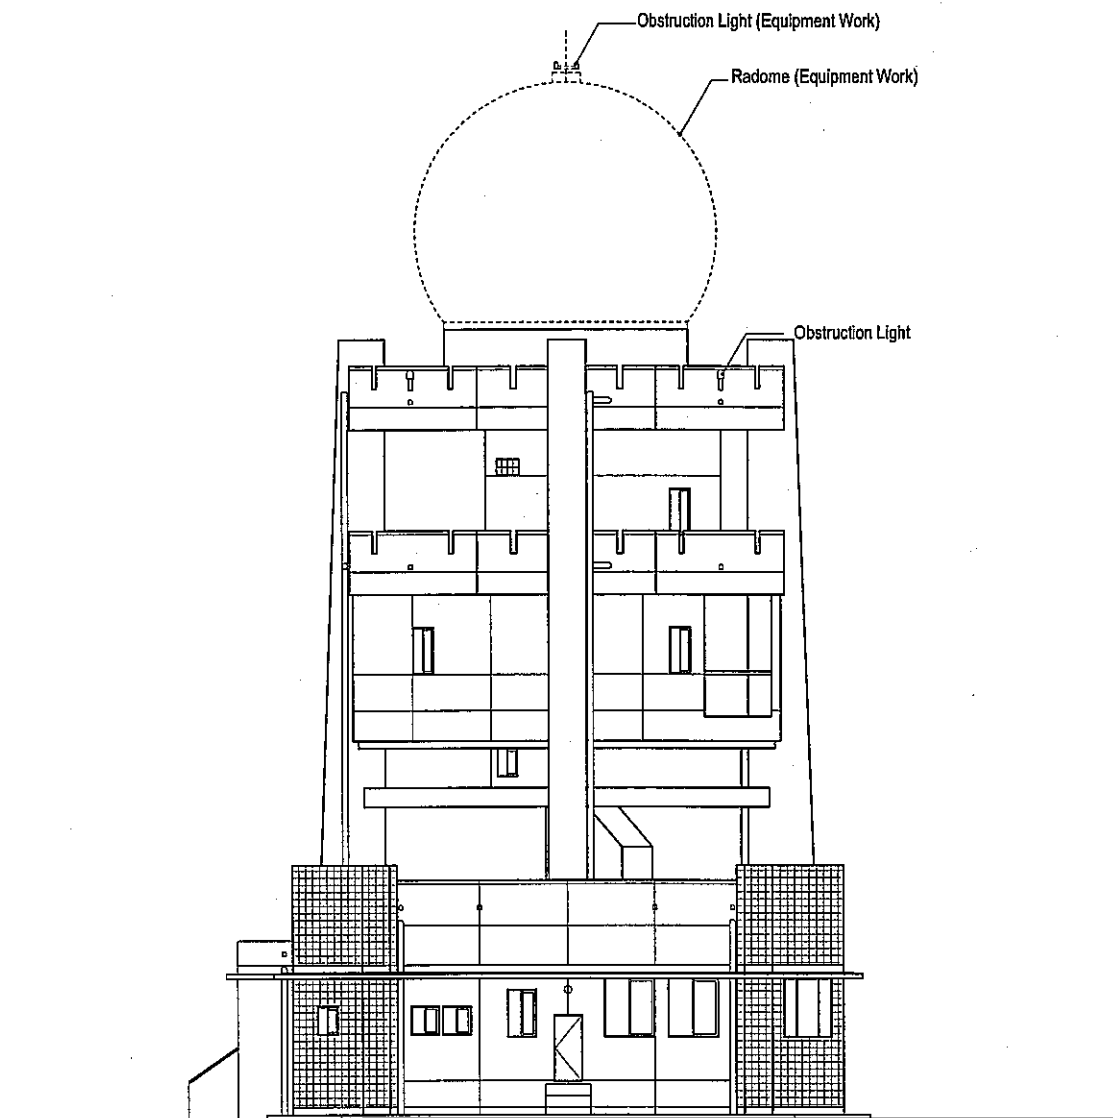 Obstruction Light (Equipment Work)
Radome (Equipment Work)
Obstruction Light